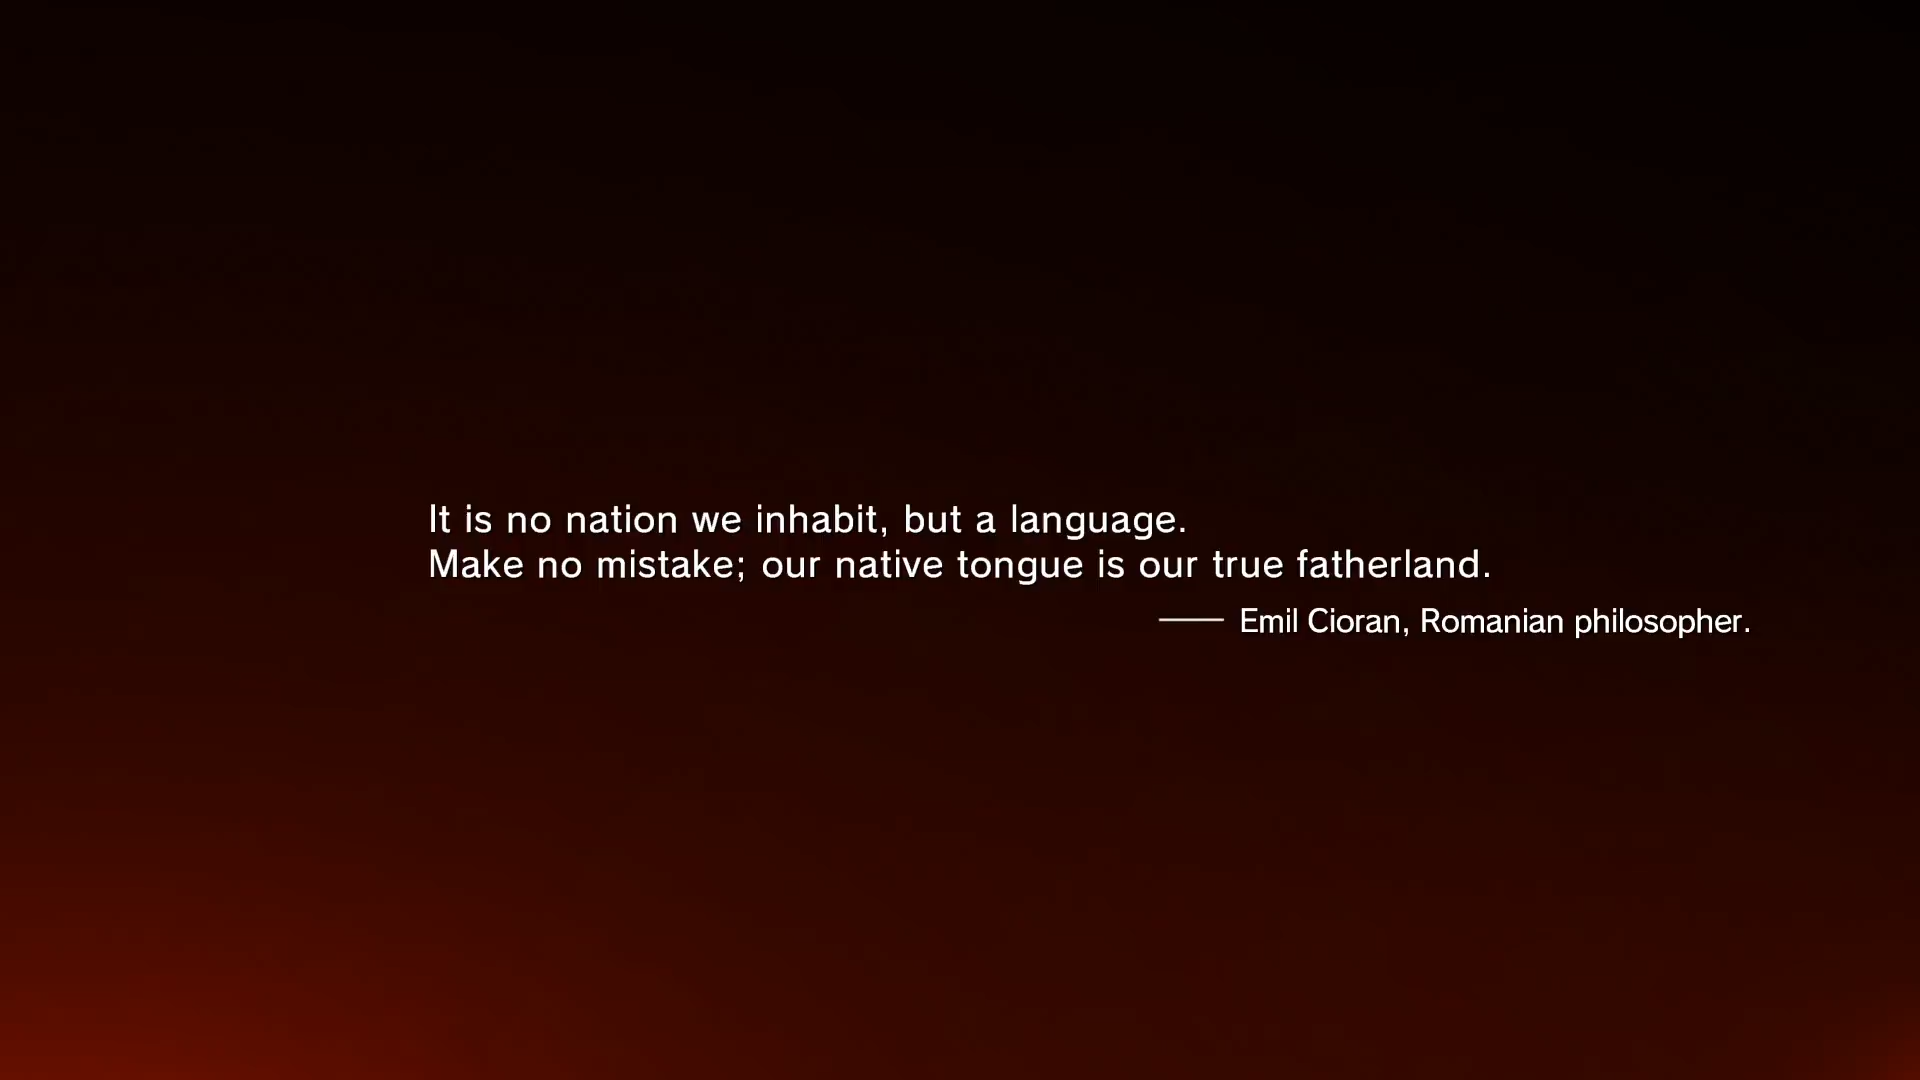 It is no nation we inhabit, but a language.
Make no mistake; our native tongue is our true fatherland.
—— Emil Cioran, Romanian philosopher.